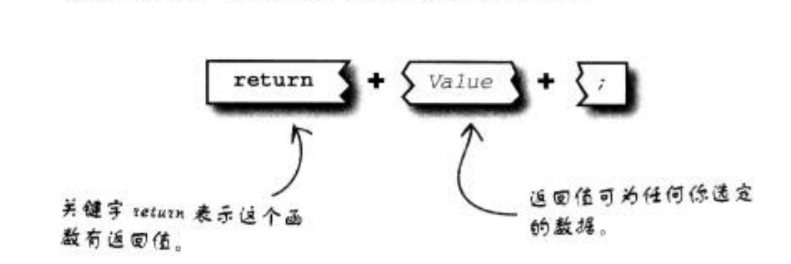 return + Value + ;
关键字 return 表示这个函
数有返回值。
返回值可为任何你选定
的数据。